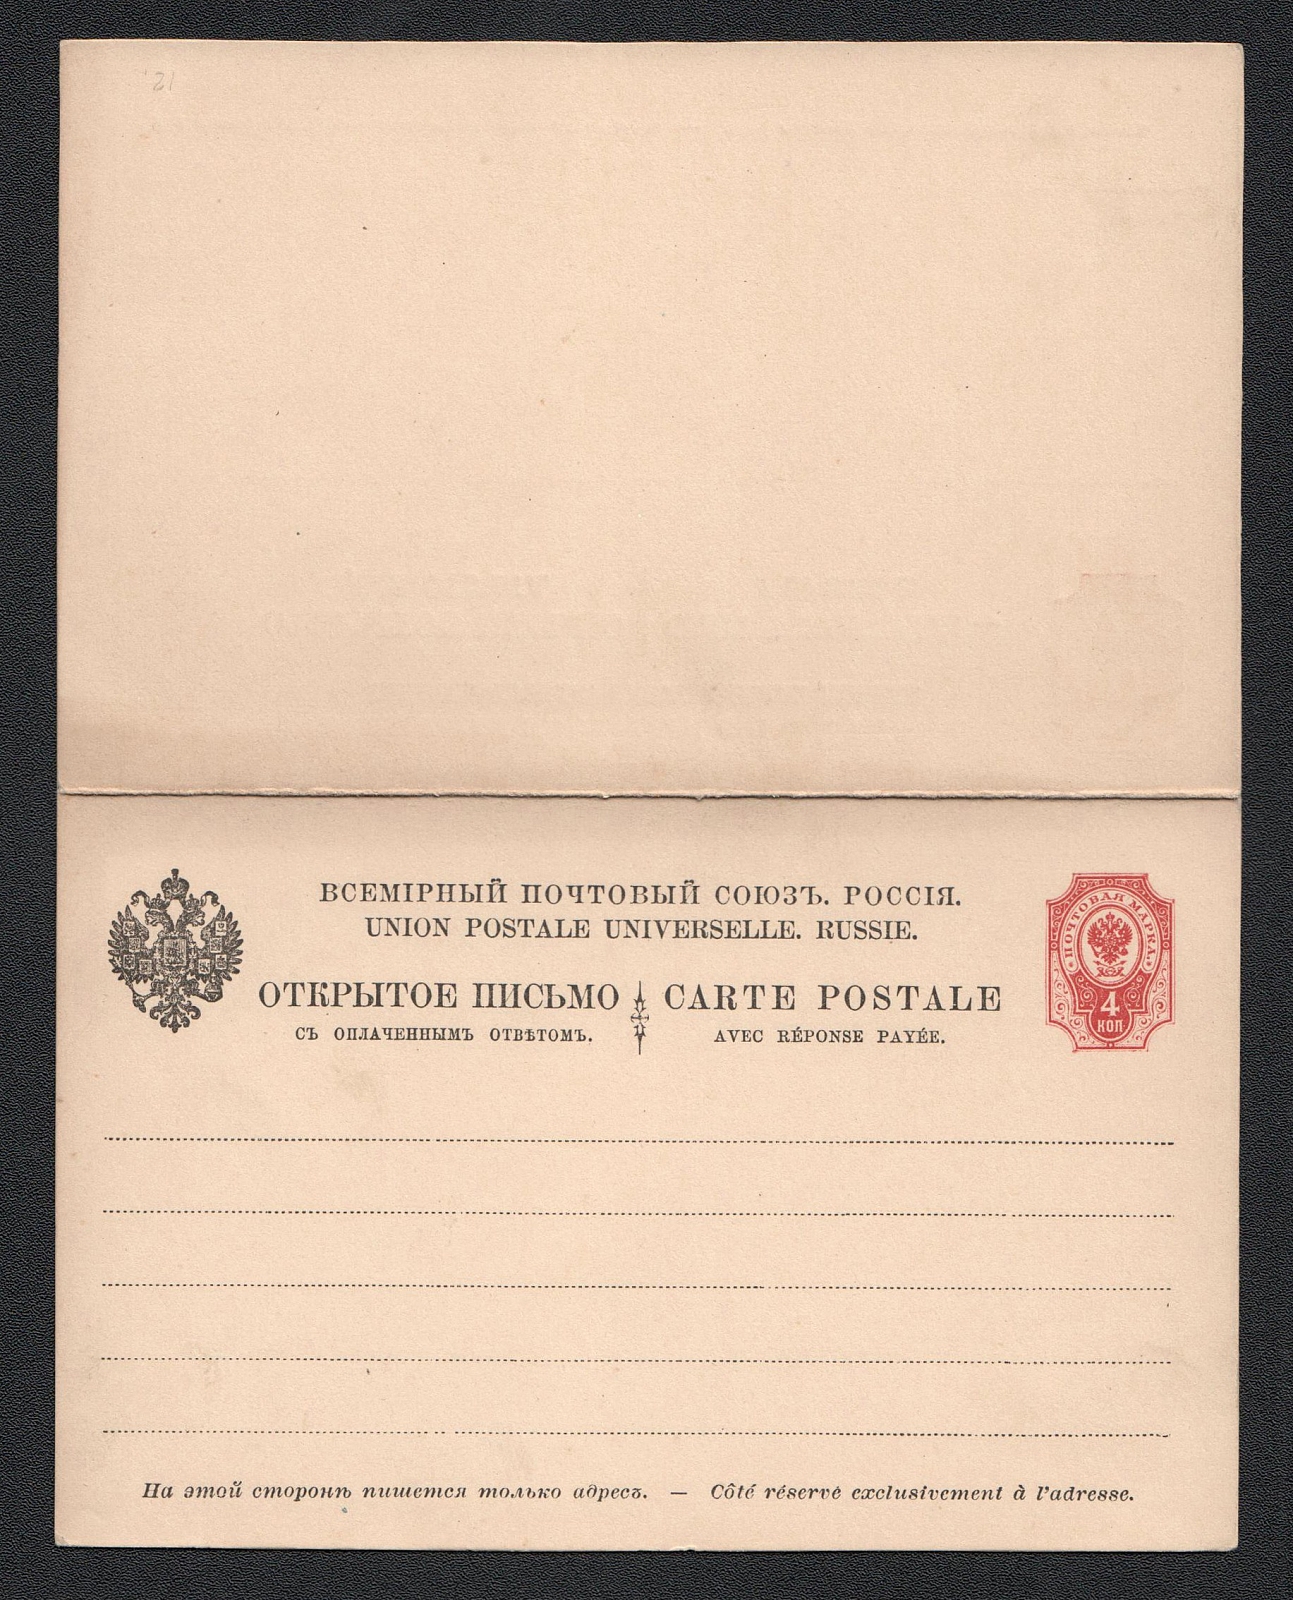 21
ВСЕМІРНЫЙ ПОЧТОВЫЙ СОЮЗЪ. РОССІЯ.
UNION POSTALE UNIVERSELLE. RUSSIE.
ОТКРЫТОЕ ПИСЬМО CARTE POSTALE
СЪ ОПЛАЧЕННЫМЪ ОТВѢТОМЪ. AVEC RÉPONSE PAYÉE.
ПОЧТОВАЯ МАРКА
4
КОП
На этой сторонѣ пишется только адресъ. — Côté réservé exclusivement à l'adresse.